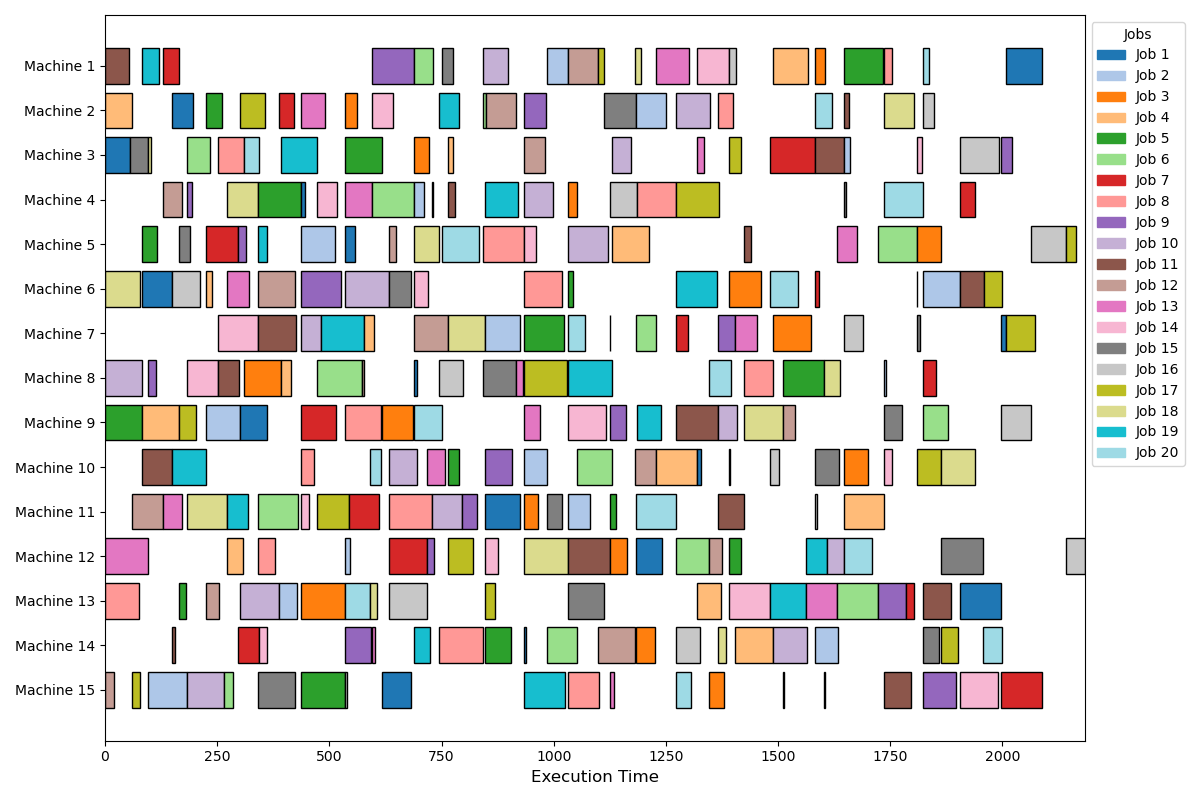 Machine 1
Machine 2
Machine 3
Machine 4
Machine 5
Machine 6
Machine 7
Machine 8
Machine 9
Machine 10
Machine 11
Machine 12
Machine 13
Machine 14
Machine 15
0 250 500 750 1000 1250 1500 1750 2000
Execution Time
Jobs
Job 1
Job 2
Job 3
Job 4
Job 5
Job 6
Job 7
Job 8
Job 9
Job 10
Job 11
Job 12
Job 13
Job 14
Job 15
Job 16
Job 17
Job 18
Job 19
Job 20